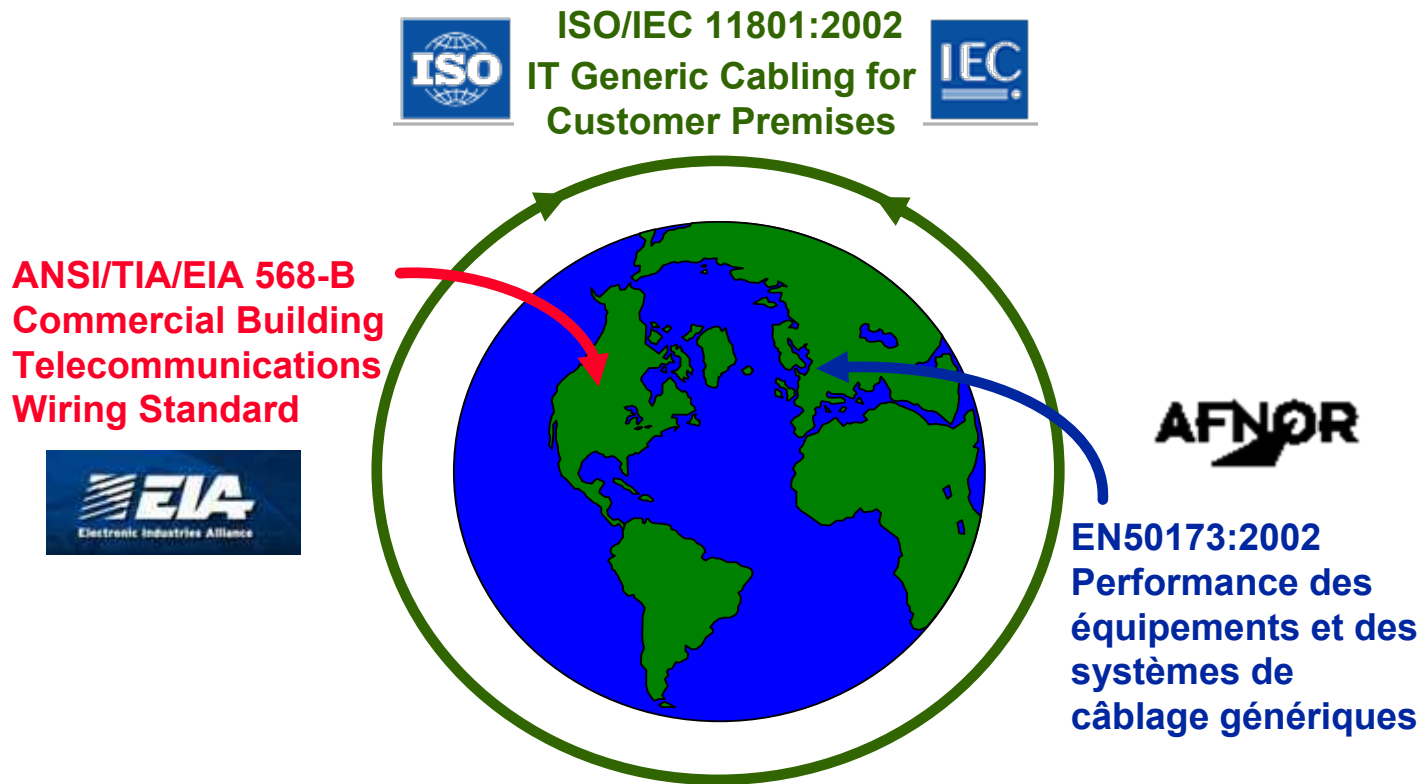 ISO/IEC 11801:2002
IT Generic Cabling for
Customer Premises
ISO
IEC
ANSI/TIA/EIA 568-B
Commercial Building
Telecommunications
Wiring Standard
EIA
Electronic Industries Alliance
AFNOR
EN50173:2002
Performance des
équipements et des
systèmes de
câblage génériques